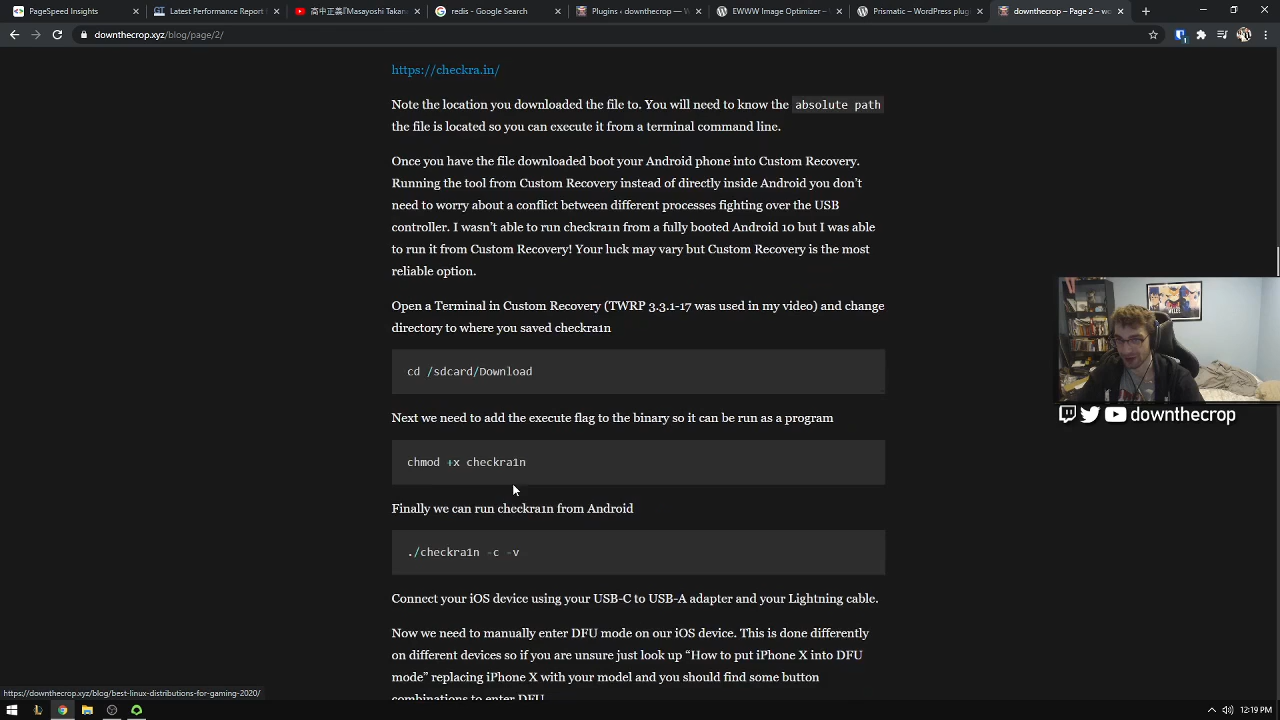 PageSpeed Insights
Latest Performance Report
高中正義『Masayoshi Takan
redis - Google Search
Plugins ‹ downthecrop — W
EWWW Image Optimizer –
Prismatic – WordPress plug
downthecrop – Page 2 – wo
downthecrop.xyz/blog/page/2/
https://checkra.in/
Note the location you downloaded the file to. You will need to know the absolute path
the file is located so you can execute it from a terminal command line.
Once you have the file downloaded boot your Android phone into Custom Recovery.
Running the tool from Custom Recovery instead of directly inside Android you don’t
need to worry about a conflict between different processes fighting over the USB
controller. I wasn’t able to run checkra1n from a fully booted Android 10 but I was able
to run it from Custom Recovery! Your luck may vary but Custom Recovery is the most
reliable option.
Open a Terminal in Custom Recovery (TWRP 3.3.1-17 was used in my video) and change
directory to where you saved checkra1n
cd /sdcard/Download
Next we need to add the execute flag to the binary so it can be run as a program
chmod +x checkra1n
Finally we can run checkra1n from Android
./checkra1n -c -v
Connect your iOS device using your USB-C to USB-A adapter and your Lightning cable.
Now we need to manually enter DFU mode on our iOS device. This is done differently
on different devices so if you are unsure just look up “How to put iPhone X into DFU
mode” replacing iPhone X with your model and you should find some button
combinations to enter DFU.
downthecrop
https://downthecrop.xyz/blog/best-linux-distributions-for-gaming-2020/
12:19 PM